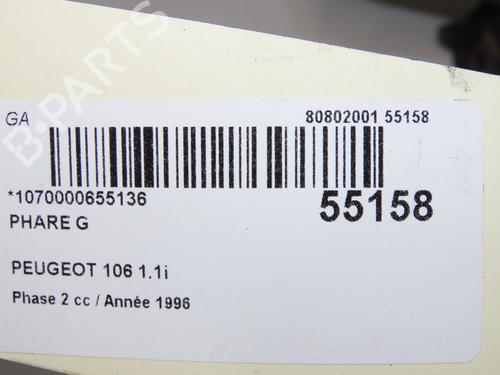 B-PARTS
GA
80802001 55158
*1070000655136
55158
PHARE G
PEUGEOT 106 1.1i
Phase 2 cc / Année 1996